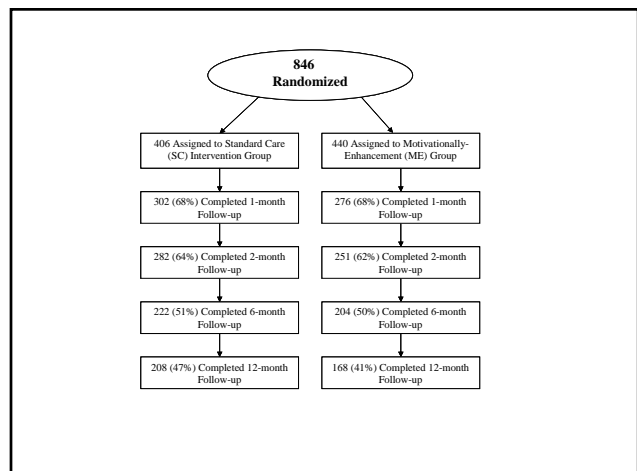 846
Randomized
406 Assigned to Standard Care
(SC) Intervention Group
440 Assigned to Motivationally-
Enhancement (ME) Group
302 (68%) Completed 1-month
Follow-up
276 (68%) Completed 1-month
Follow-up
282 (64%) Completed 2-month
Follow-up
251 (62%) Completed 2-month
Follow-up
222 (51%) Completed 6-month
Follow-up
204 (50%) Completed 6-month
Follow-up
208 (47%) Completed 12-month
Follow-up
168 (41%) Completed 12-month
Follow-up